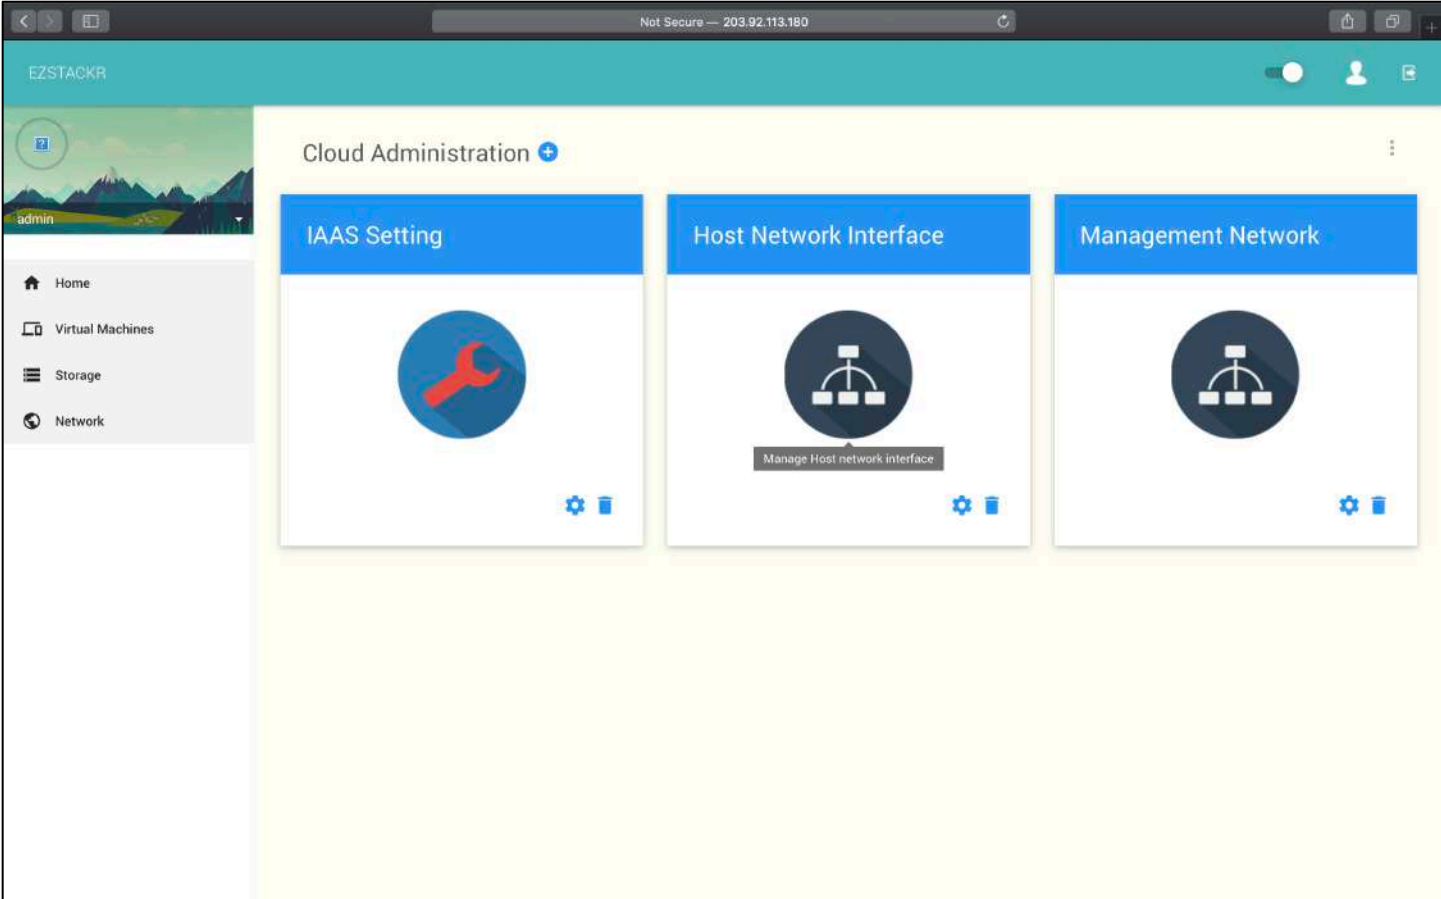 Not Secure — 203.92.113.180
EZSTACKR
Cloud Administration
admin
IAAS Setting
Host Network Interface
Management Network
Home
Virtual Machines
Storage
Network
Manage Host network interface